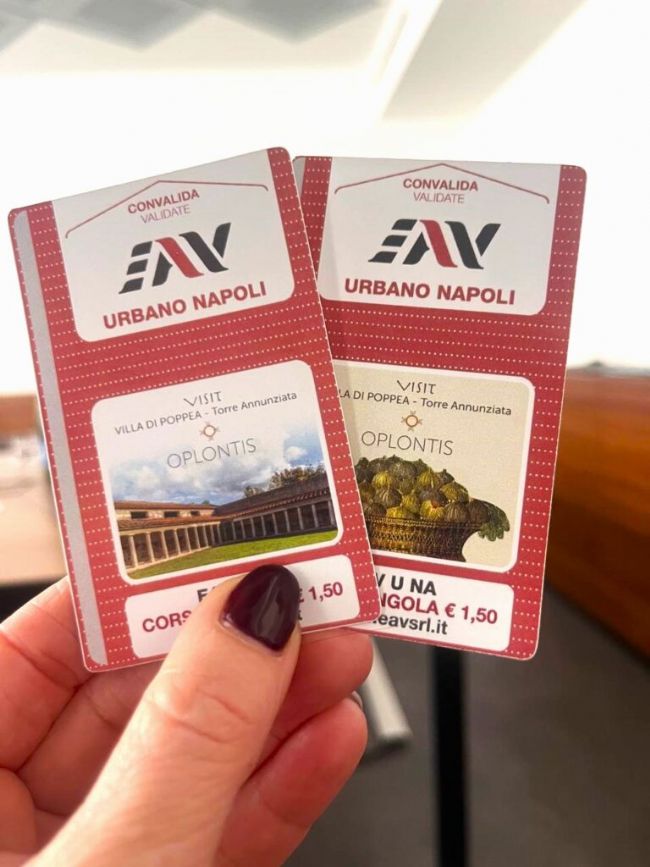 CONVALIDA
VALIDATE
EAV
URBANO NAPOLI
VISIT
VILLA DI POPPEA - Torre Annunziata
OPLONTIS
€ 1,50
CONVALIDA
VALIDATE
EAV
URBANO NAPOLI
VISIT
DI POPPEA - Torre Annunziata
OPLONTIS
V U NA
NGOLA € 1,50
eavsrl.it